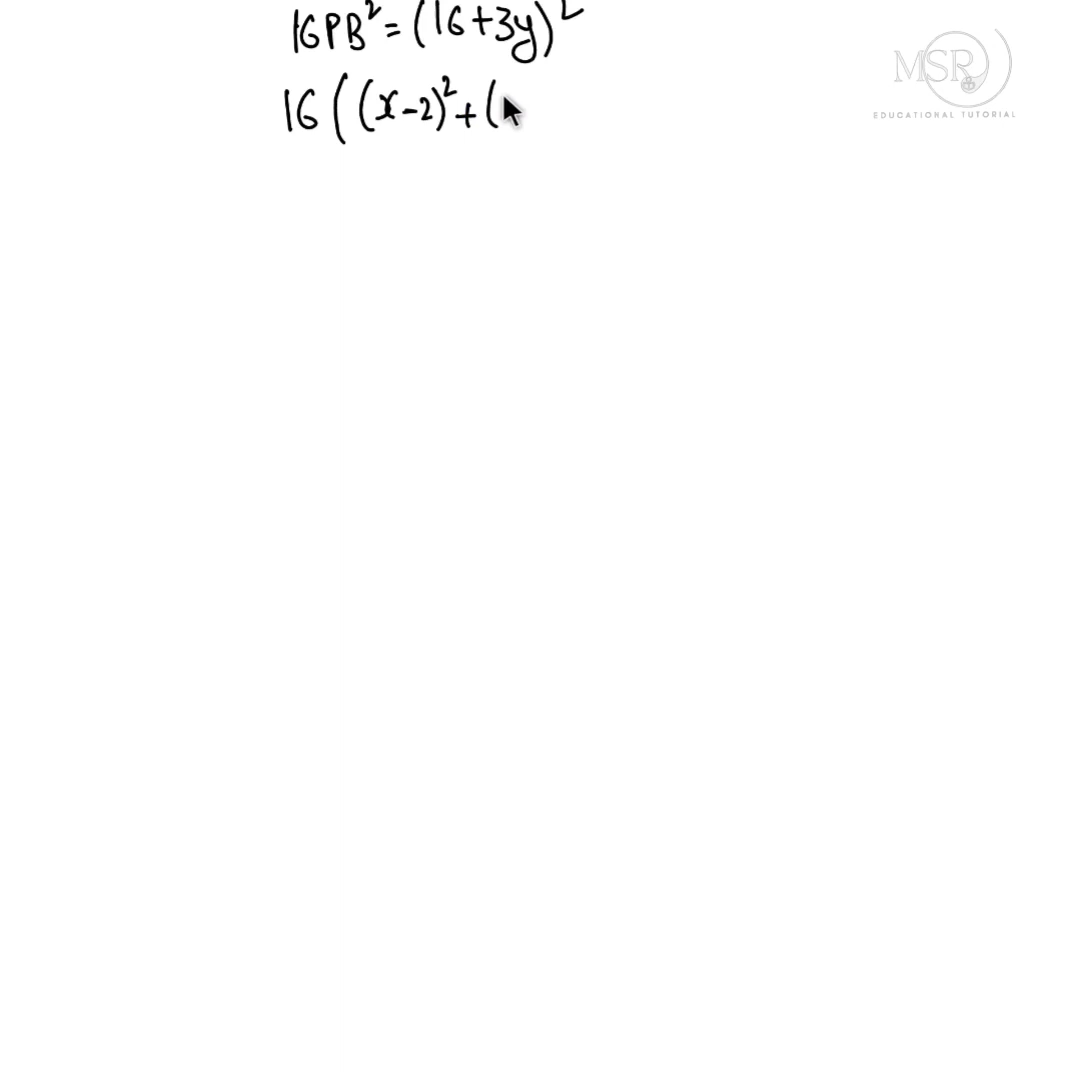 16PB² = (16+3y)²
16((x-2)²+(
MSR
EDUCATIONAL TUTORIAL